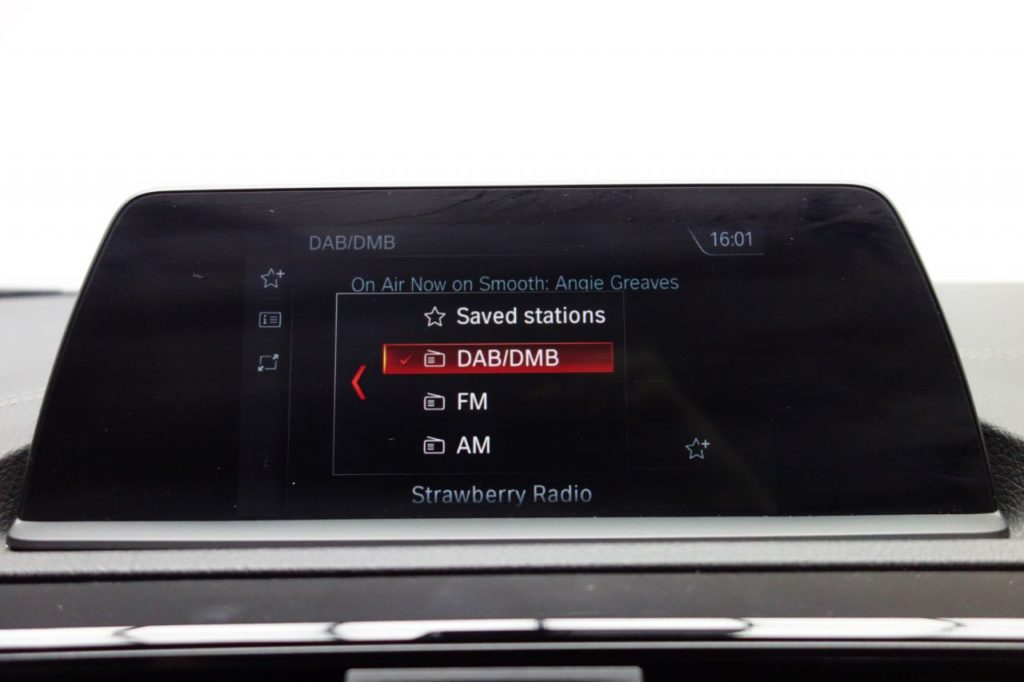 DAB/DMB
16:01
On Air Now on Smooth: Angie Greaves
Saved stations
DAB/DMB
FM
AM
Strawberry Radio